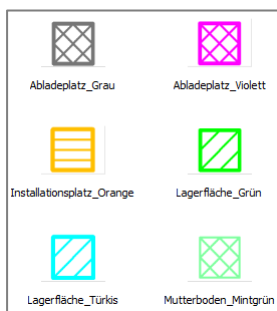 Abladeplatz_Grau
Abladeplatz_Violett
Installationsplatz_Orange
Lagerfläche_Grün
Lagerfläche_Türkis
Mutterboden_Mintgrün